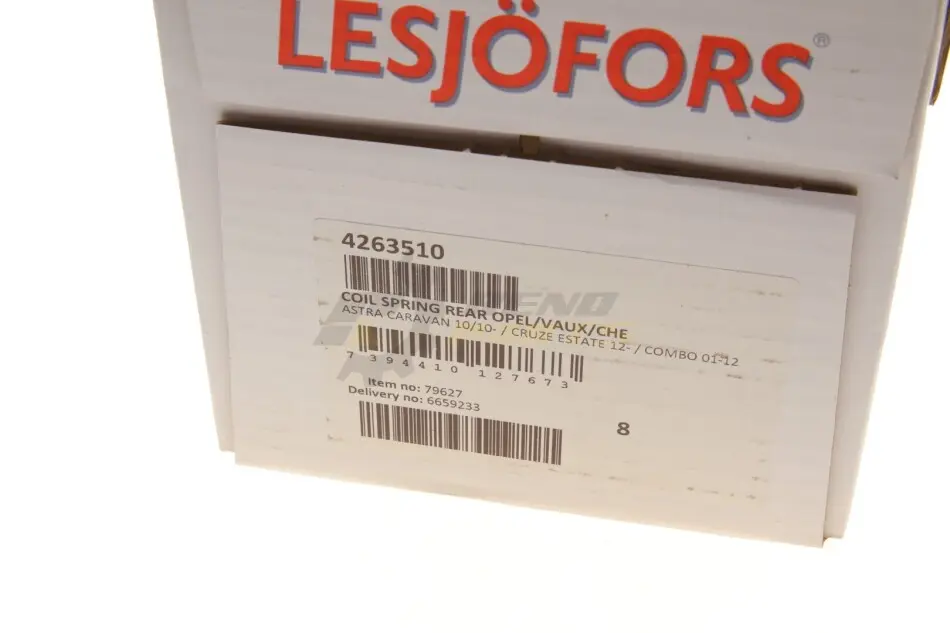 LESJÖFORS®
4263510
COIL SPRING REAR OPEL/VAUX/CHE
ASTRA CARAVAN 10/10- / CRUZE ESTATE 12- / COMBO 01-12
7 394410 127673
Item no: 79627
Delivery no: 6659233
8